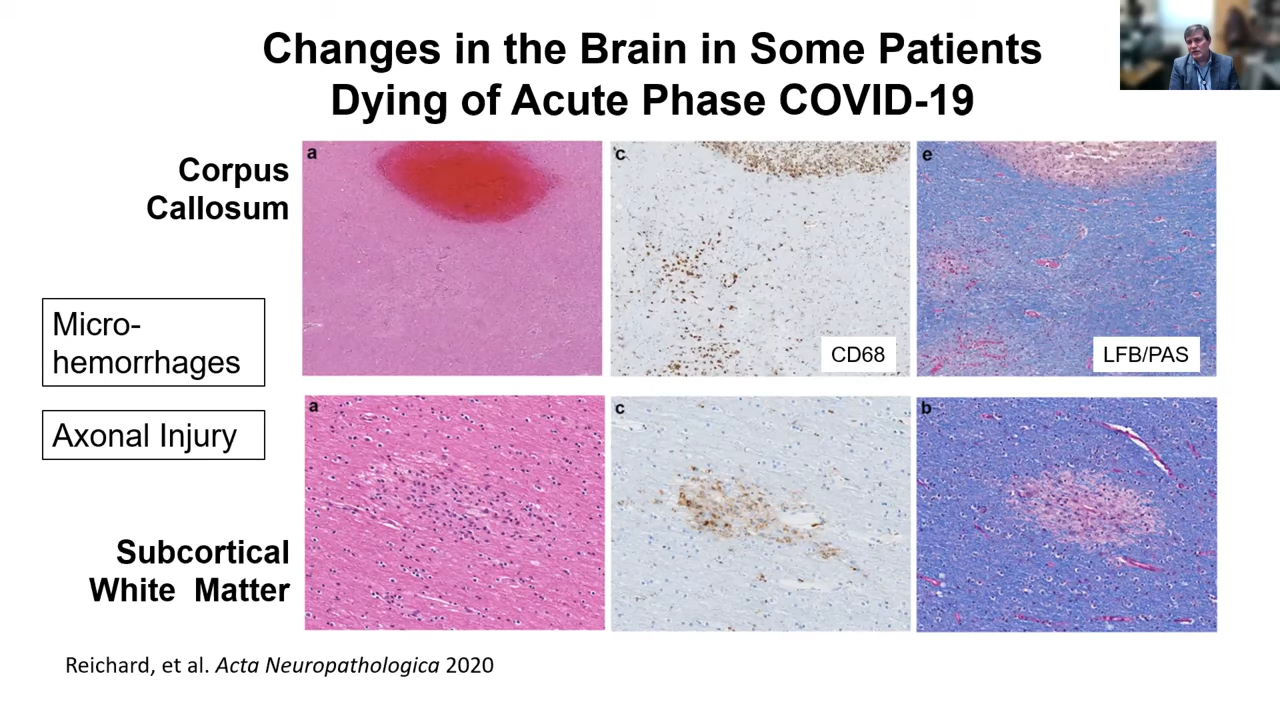 Changes in the Brain in Some Patients
Dying of Acute Phase COVID-19
Corpus
Callosum
a
c
e
CD68
LFB/PAS
Micro-
hemorrhages
Axonal Injury
a
c
b
Subcortical
White Matter
Reichard, et al. Acta Neuropathologica 2020